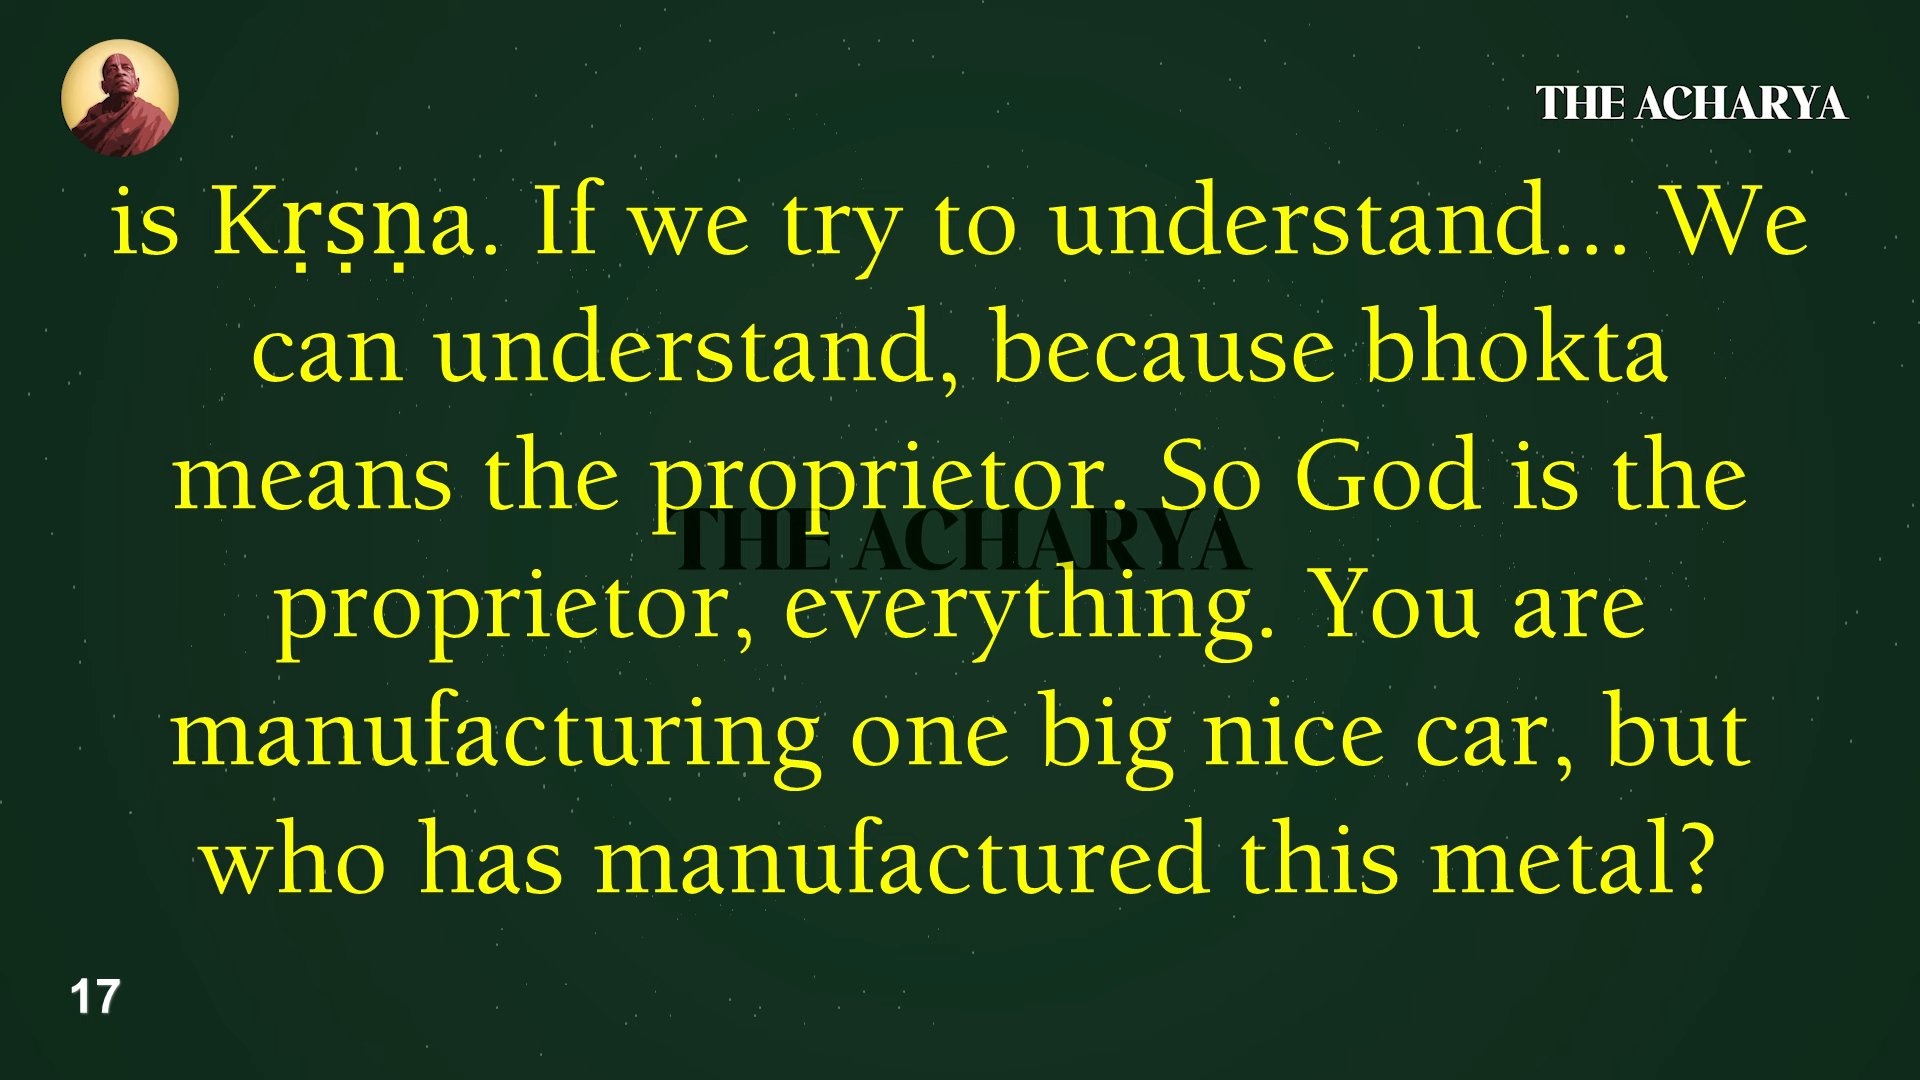 THE ACHARYA
is Kṛṣṇa. If we try to understand... We
can understand, because bhokta
means the proprietor. So God is the
THE ACHARYA
proprietor, everything. You are
manufacturing one big nice car, but
who has manufactured this metal?
17